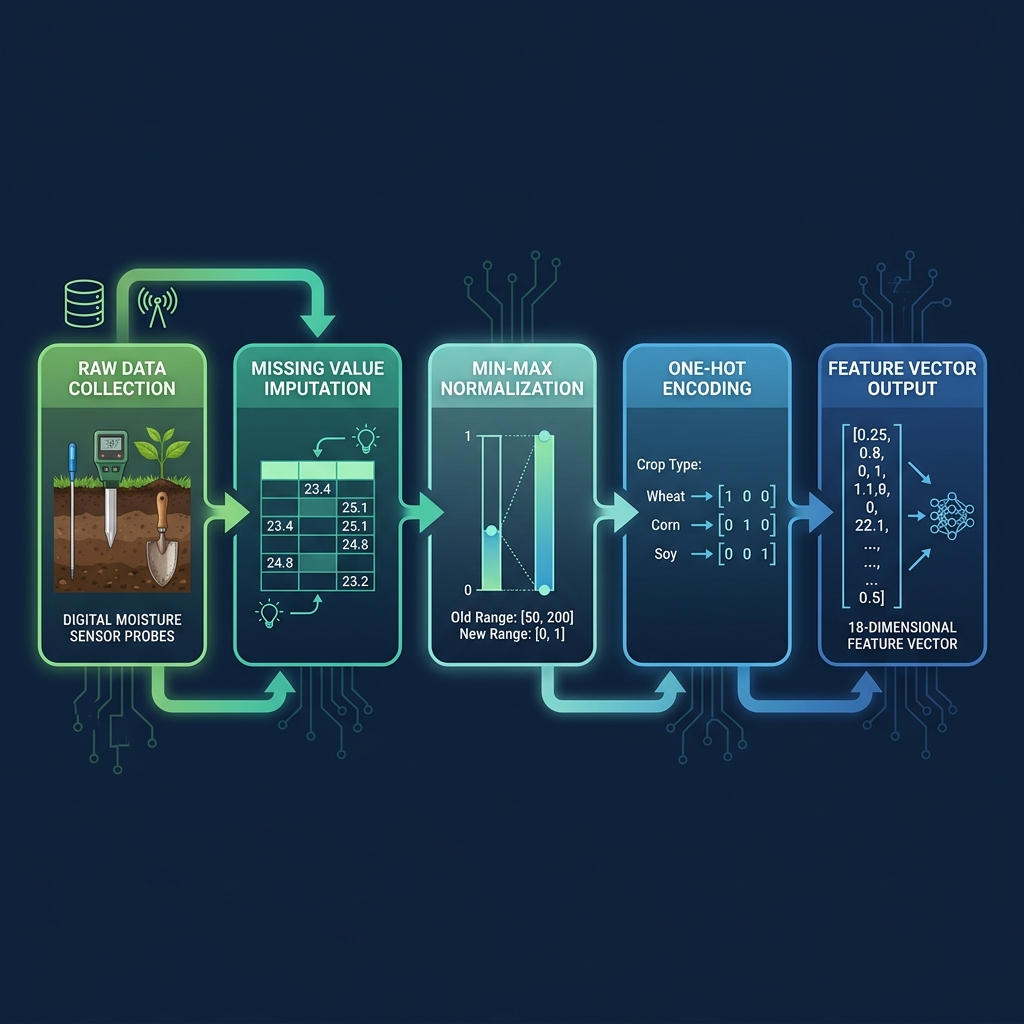 RAW DATA
COLLECTION
DIGITAL MOISTURE
SENSOR PROBES
MISSING VALUE
IMPUTATION
23.4
25.1
23.4 25.1
24.8
24.8
23.2
MIN-MAX
NORMALIZATION
1
0
Old Range: [50, 200]
New Range: [0, 1]
ONE-HOT
ENCODING
Crop Type:
Wheat → [1 0 0]
Corn → [0 1 0]
Soy → [0 0 1]
FEATURE VECTOR
OUTPUT
[0.25,
0.8,
0, 1,
0,
22.1,
...,
...,
...
0.5]
18-DIMENSIONAL
FEATURE VECTOR